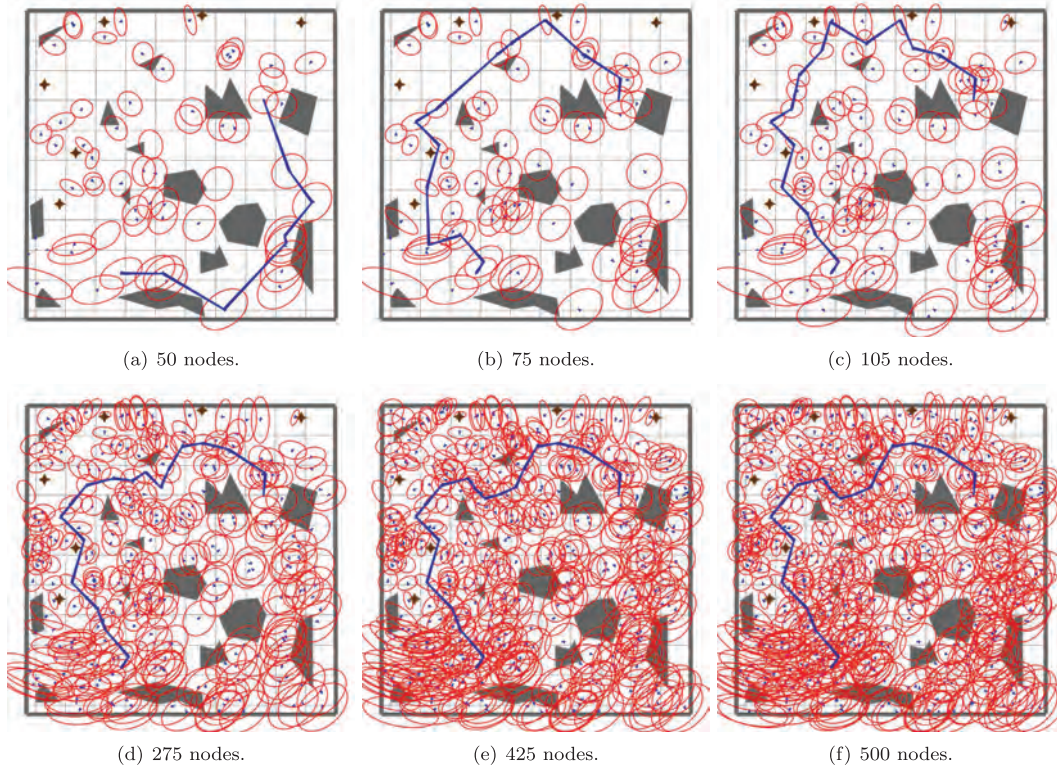 (a) 50 nodes.
(b) 75 nodes.
(c) 105 nodes.
(d) 275 nodes.
(e) 425 nodes.
(f) 500 nodes.